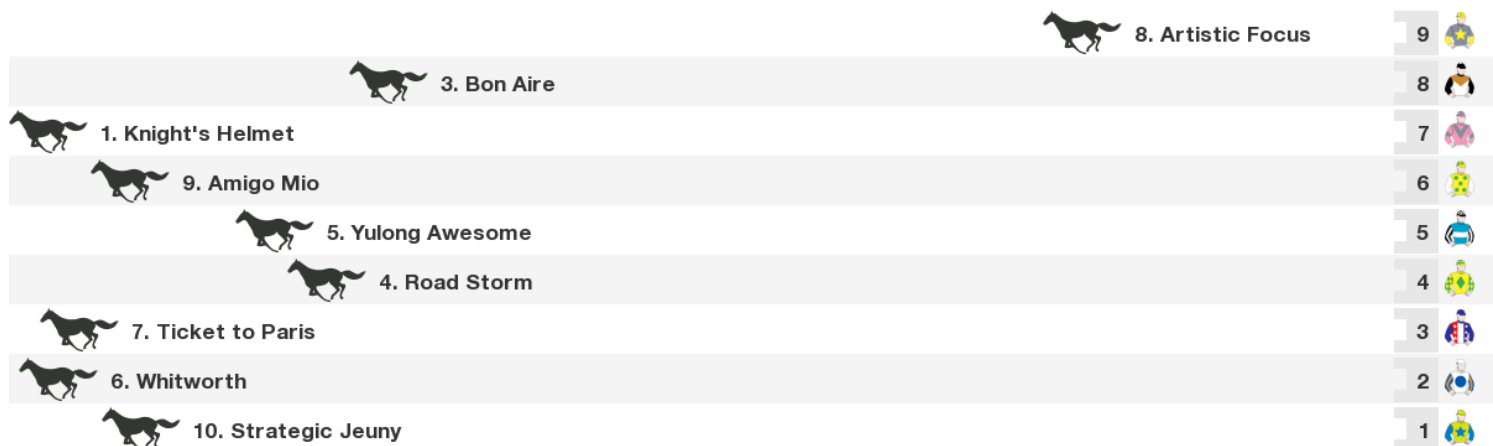 8. Artistic Focus 9
3. Bon Aire 8
1. Knight's Helmet 7
9. Amigo Mio 6
5. Yulong Awesome 5
4. Road Storm 4
7. Ticket to Paris 3
6. Whitworth 2
10. Strategic Jeuny 1